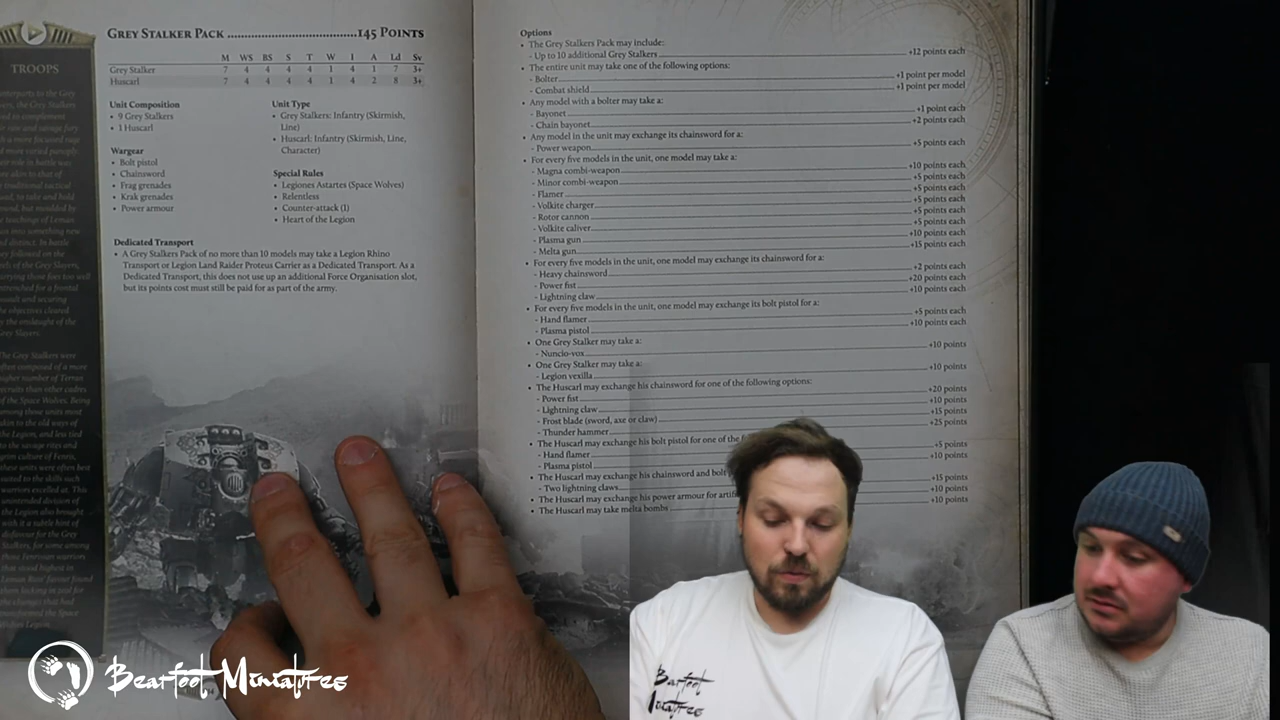 TROOPS
GREY STALKER PACK ....................................145 POINTS
M WS BS S T W I A Ld Sv
Grey Stalker 7 4 4 4 4 1 4 1 7 3+
Huscarl 7 4 4 4 4 1 4 2 8 3+
Unit Composition
• 9 Grey Stalkers
• 1 Huscarl
Wargear
• Bolt pistol
• Chainsword
• Frag grenades
• Krak grenades
• Power armour
Unit Type
• Grey Stalkers: Infantry (Skirmish,
Line)
• Huscarl: Infantry (Skirmish, Line,
Character)
Special Rules
• Legiones Astartes (Space Wolves)
• Relentless
• Counter-attack (1)
• Heart of the Legion
Dedicated Transport
• A Grey Stalkers Pack of no more than 10 models may take a Legion Rhino
Transport or Legion Land Raider Proteus Carrier as a Dedicated Transport. As a
Dedicated Transport, this does not use up an additional Force Organisation slot,
but its points cost must still be paid for as part of the army.
Options
• The Grey Stalkers Pack may include:
- Up to 10 additional Grey Stalkers +12 points each
• The entire unit may take one of the following options:
- Bolter +1 point per model
- Combat shield +1 point per model
• Any model with a bolter may take a:
- Bayonet +1 point each
- Chain bayonet +2 points each
• Any model in the unit may exchange its chainsword for a:
- Power weapon +5 points each
• For every five models in the unit, one model may take a:
- Magna combi-weapon +10 points each
- Minor combi-weapon +5 points each
- Flamer +5 points each
- Volkite charger +5 points each
- Rotor cannon +5 points each
- Volkite caliver +5 points each
- Plasma gun +10 points each
- Melta gun +15 points each
• For every five models in the unit, one model may exchange its chainsword for a:
- Heavy chainsword +2 points each
- Power fist +20 points each
- Lightning claw +10 points each
• For every five models in the unit, one model may exchange its bolt pistol for a:
- Hand flamer +5 points each
- Plasma pistol +10 points each
• One Grey Stalker may take a:
- Nuncio-vox +10 points
• One Grey Stalker may take a:
- Legion vexilla +10 points
• The Huscarl may exchange his chainsword for one of the following options:
- Power fist +20 points
- Lightning claw +10 points
- Frost blade (sword, axe or claw) +15 points
- Thunder hammer +25 points
• The Huscarl may exchange his bolt pistol for one of the
- Hand flamer +5 points
- Plasma pistol +10 points
• The Huscarl may exchange his chainsword and bolt
- Two lightning claws +15 points
• The Huscarl may exchange his power armour for +10 points
• The Huscarl may take melta bombs +10 points
Bearfoot Miniatures
Bearfoot
Miniatures